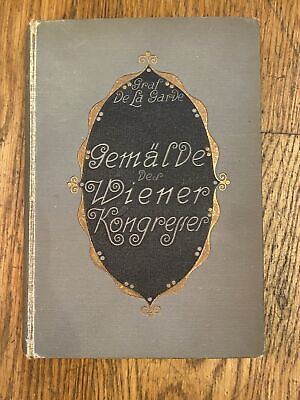 Graf
De La Garde
Gemälde
Des
Wiener
Kongresses